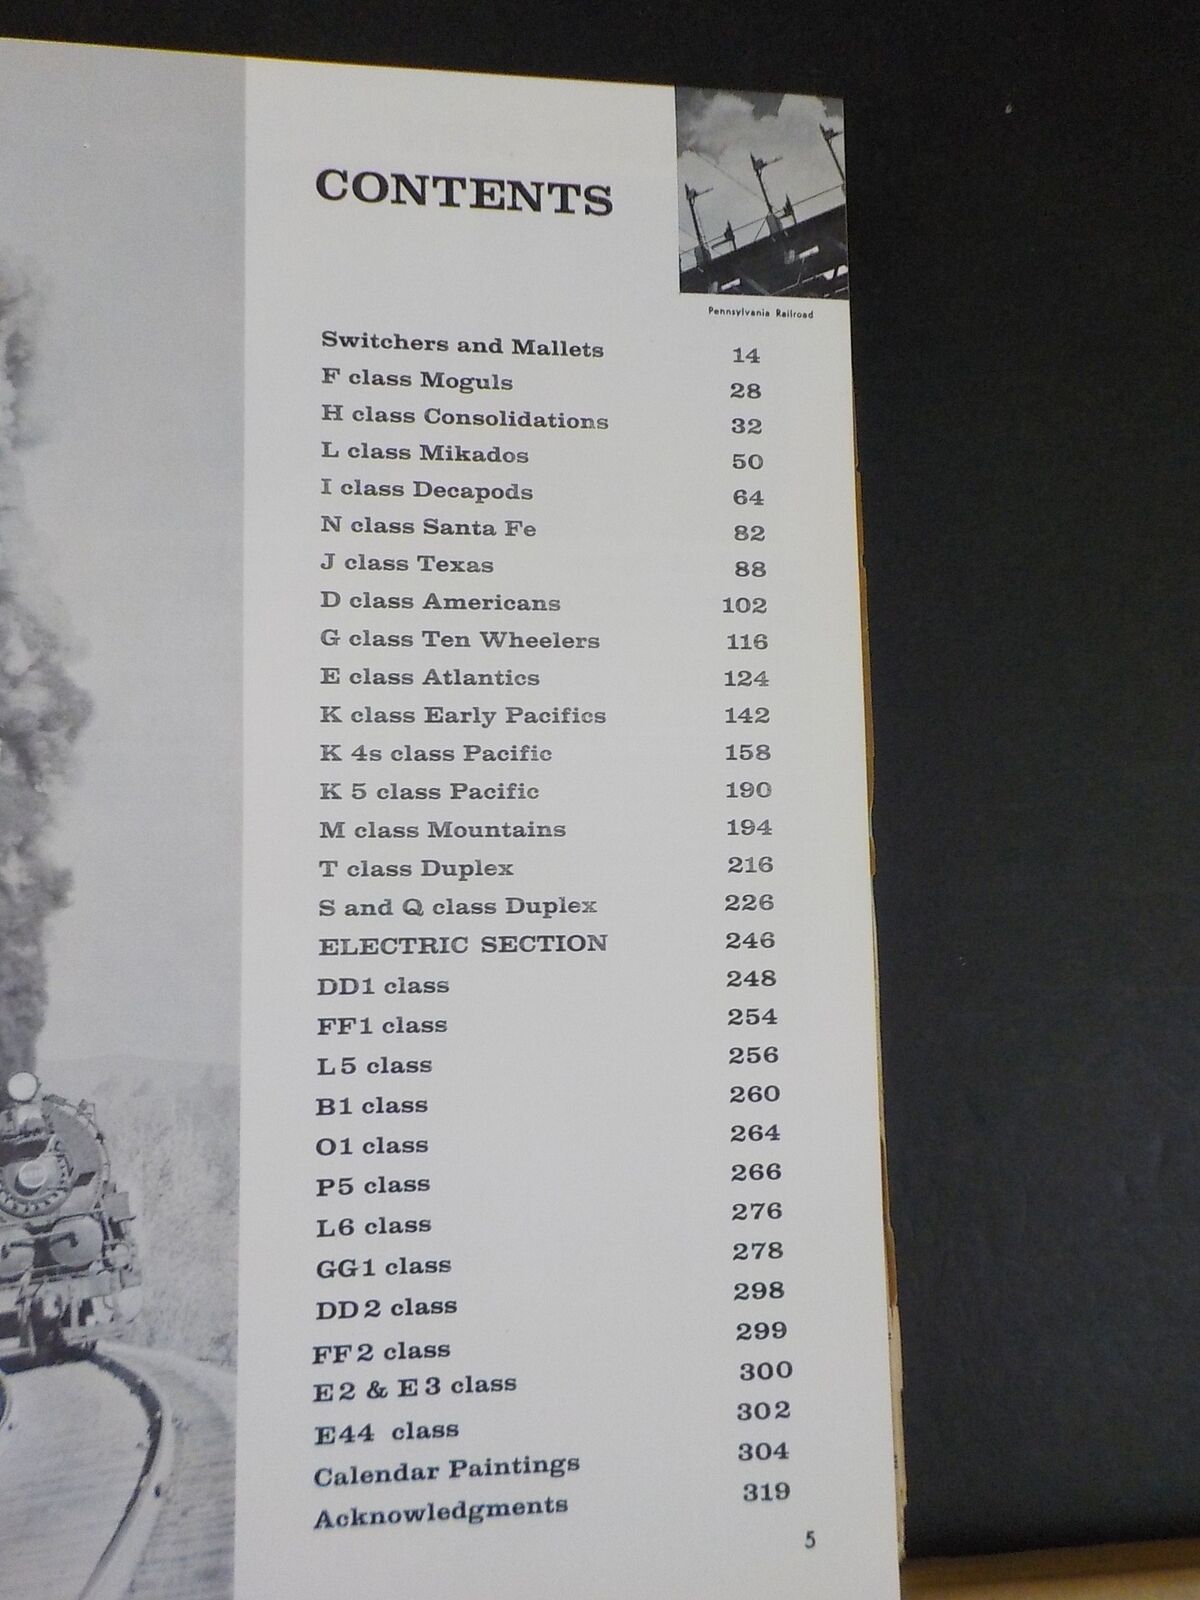 CONTENTS
Pennsylvania Railroad
Switchers and Mallets 14
F class Moguls 28
H class Consolidations 32
L class Mikados 50
I class Decapods 64
N class Santa Fe 82
J class Texas 88
D class Americans 102
G class Ten Wheelers 116
E class Atlantics 124
K class Early Pacifics 142
K 4s class Pacific 158
K 5 class Pacific 190
M class Mountains 194
T class Duplex 216
S and Q class Duplex 226
ELECTRIC SECTION 246
DD1 class 248
FF1 class 254
L5 class 256
B1 class 260
O1 class 264
P5 class 266
L6 class 276
GG1 class 278
DD2 class 298
FF2 class 299
E2 & E3 class 300
E44 class 302
Calendar Paintings 304
Acknowledgments 319
5